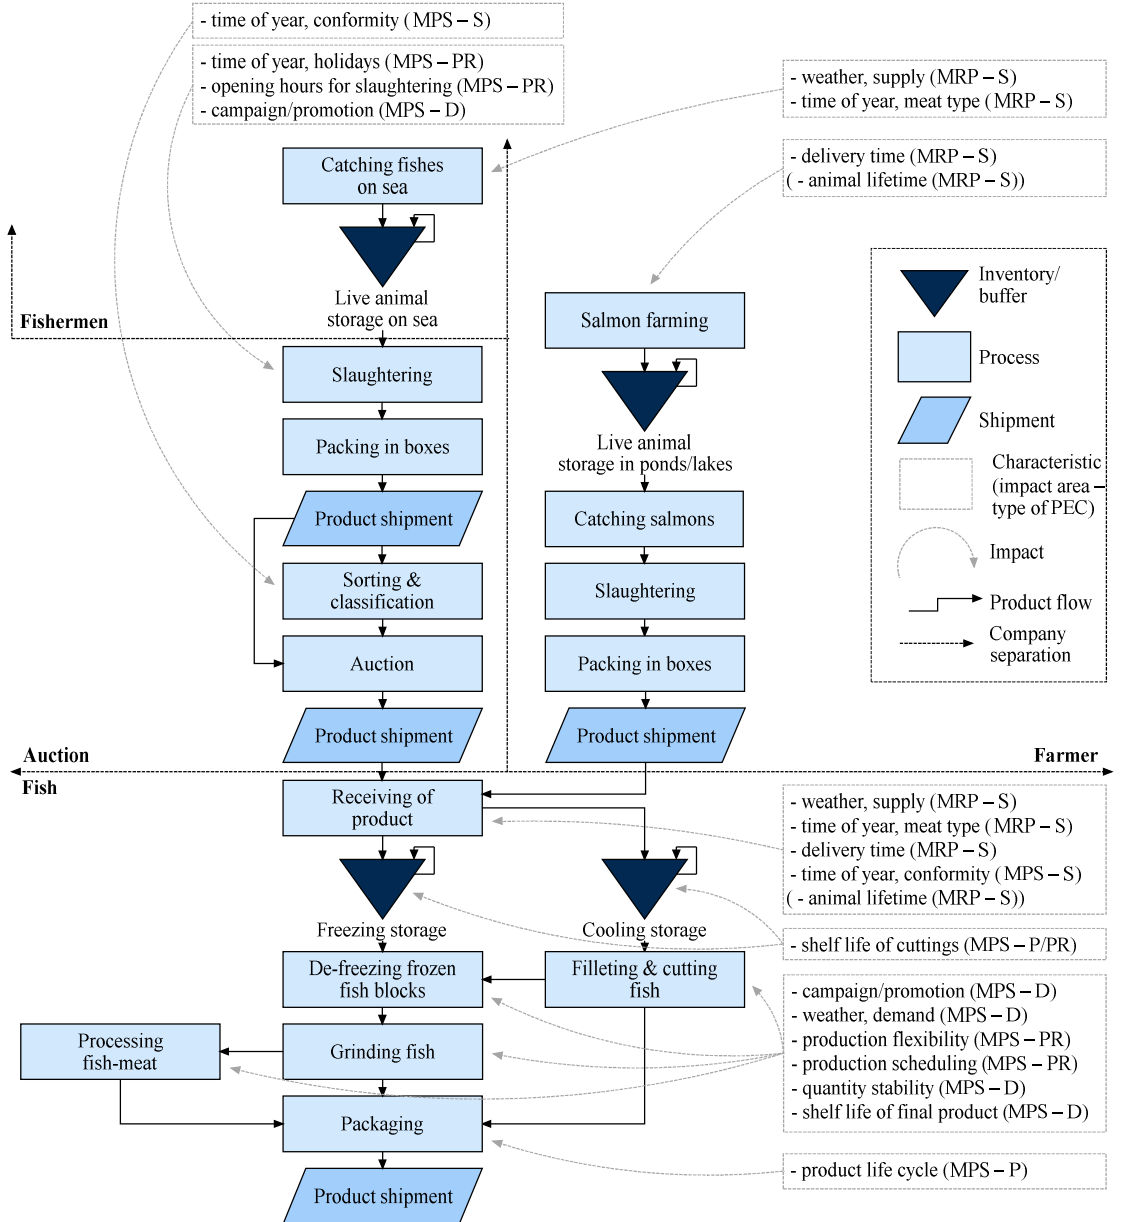 - time of year, conformity (MPS – S)
- time of year, holidays (MPS – PR)
- opening hours for slaughtering (MPS – PR)
- campaign/promotion (MPS – D)
- weather, supply (MRP – S)
- time of year, meat type (MRP – S)
- delivery time (MRP – S)
( - animal lifetime (MRP – S))
Catching fishes
on sea
Live animal
storage on sea
Fishermen
Slaughtering
Packing in boxes
Product shipment
Sorting &
classification
Auction
Product shipment
Auction
Salmon farming
Live animal
storage in ponds/lakes
Catching salmons
Slaughtering
Packing in boxes
Product shipment
Farmer
Inventory/
buffer
Process
Shipment
Characteristic
(impact area –
type of PEC)
Impact
Product flow
Company
separation
Fish
Receiving of
product
Freezing storage
Cooling storage
De-freezing frozen
fish blocks
Filleting & cutting
fish
Processing
fish-meat
Grinding fish
Packaging
Product shipment
- weather, supply (MRP – S)
- time of year, meat type (MRP – S)
- delivery time (MRP – S)
- time of year, conformity (MPS – S)
( - animal lifetime (MRP – S))
- shelf life of cuttings (MPS – P/PR)
- campaign/promotion (MPS – D)
- weather, demand (MPS – D)
- production flexibility (MPS – PR)
- production scheduling (MPS – PR)
- quantity stability (MPS – D)
- shelf life of final product (MPS – D)
- product life cycle (MPS – P)